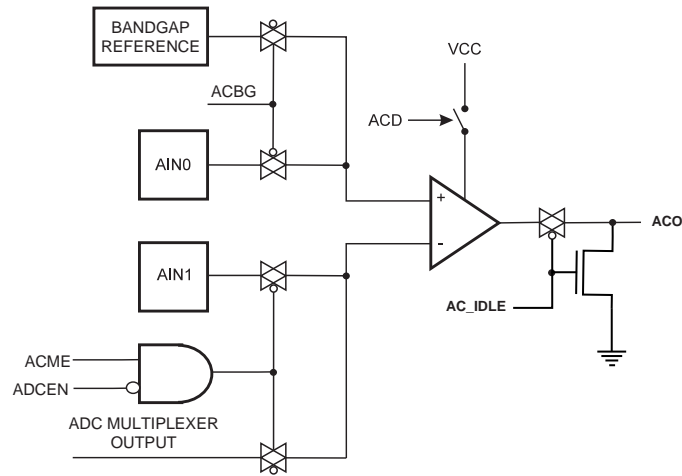 BANDGAP
REFERENCE
VCC
ACBG
ACD
AIN0
+
-
ACO
AIN1
AC_IDLE
ACME
ADCEN
ADC MULTIPLEXER
OUTPUT